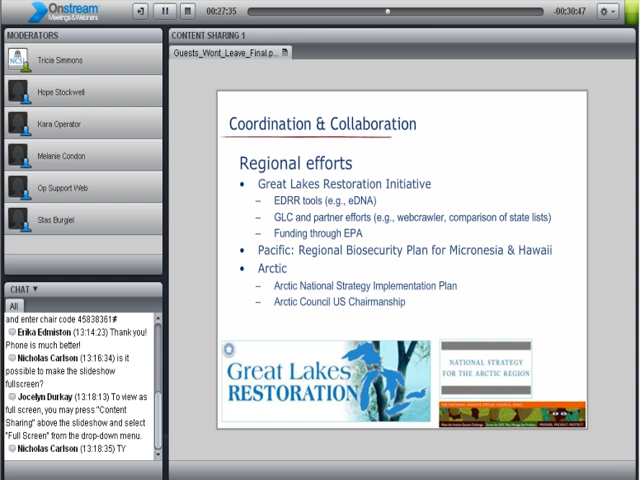 Onstream
Meetings & Webinars
00:27:35
-00:30:47
MODERATORS
Tricia Simmons
Hope Stockwell
Kara Operator
Melanie Condon
Op Support Web
Stas Burgiel
CHAT
All
and enter chair code 45838361#
Erika Edmiston (13:14:23) Thank you!
Phone is much better!
Nicholas Carlson (13:16:34) is it
possible to make the slideshow
fullscreen?
Jocelyn Durkay (13:18:13) To view as
full screen, you may press "Content
Sharing" above the slideshow and select
"Full Screen" from the drop-down menu.
Nicholas Carlson (13:18:35) TY
CONTENT SHARING 1
Guests_Wont_Leave_Final.p...
Coordination & Collaboration
Regional efforts
• Great Lakes Restoration Initiative
– EDRR tools (e.g., eDNA)
– GLC and partner efforts (e.g., webcrawler, comparison of state lists)
– Funding through EPA
• Pacific: Regional Biosecurity Plan for Micronesia & Hawaii
• Arctic
– Arctic National Strategy Implementation Plan
– Arctic Council US Chairmanship
Great Lakes
RESTORATION
NATIONAL STRATEGY
FOR THE ARCTIC REGION